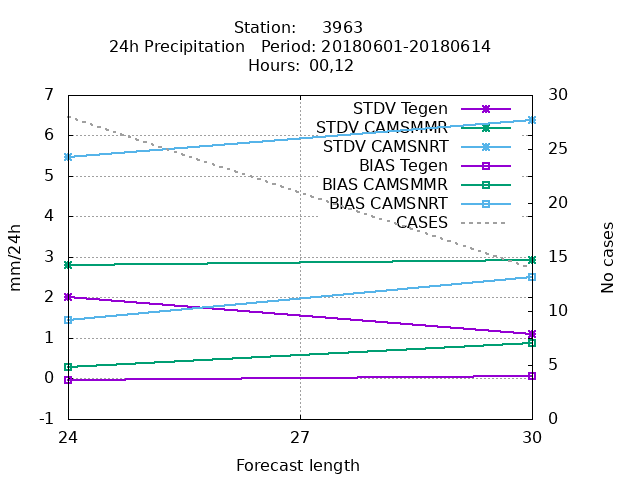 Station: 3963
24h Precipitation Period: 20180601-20180614
Hours: 00,12
7
6
5
4
3
2
1
0
-1
30
25
20
15
10
5
0
STDV Tegen
STDV CAMSMMR
STDV CAMSNRT
BIAS Tegen
BIAS CAMSMMR
BIAS CAMSNRT
CASES
mm/24h
No cases
24 27 30
Forecast length